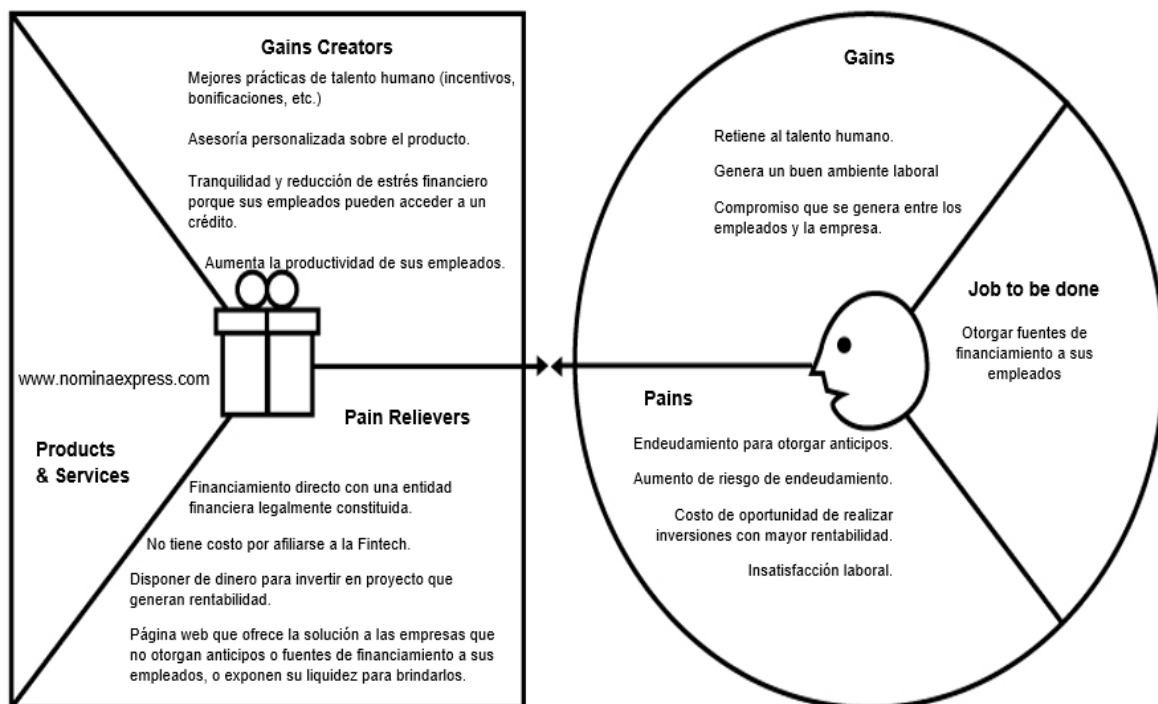 Gains Creators
Mejores prácticas de talento humano (incentivos,
bonificaciones, etc.)
Asesoría personalizada sobre el producto.
Tranquilidad y reducción de estrés financiero
porque sus empleados pueden acceder a un
crédito.
Aumenta la productividad de sus empleados.
www.nominaexpress.com
Products
& Services
Pain Relievers
Financiamiento directo con una entidad
financiera legalmente constituida.
No tiene costo por afiliarse a la Fintech.
Disponer de dinero para invertir en proyecto que
generan rentabilidad.
Página web que ofrece la solución a las empresas que
no otorgan anticipos o fuentes de financiamiento a sus
empleados, o exponen su liquidez para brindarlos.
Gains
Retiene al talento humano.
Genera un buen ambiente laboral
Compromiso que se genera entre los
empleados y la empresa.
Job to be done
Otorgar fuentes de
financiamiento a sus
empleados
Pains
Endeudamiento para otorgar anticipos.
Aumento de riesgo de endeudamiento.
Costo de oportunidad de realizar
inversiones con mayor rentabilidad.
Insatisfacción laboral.